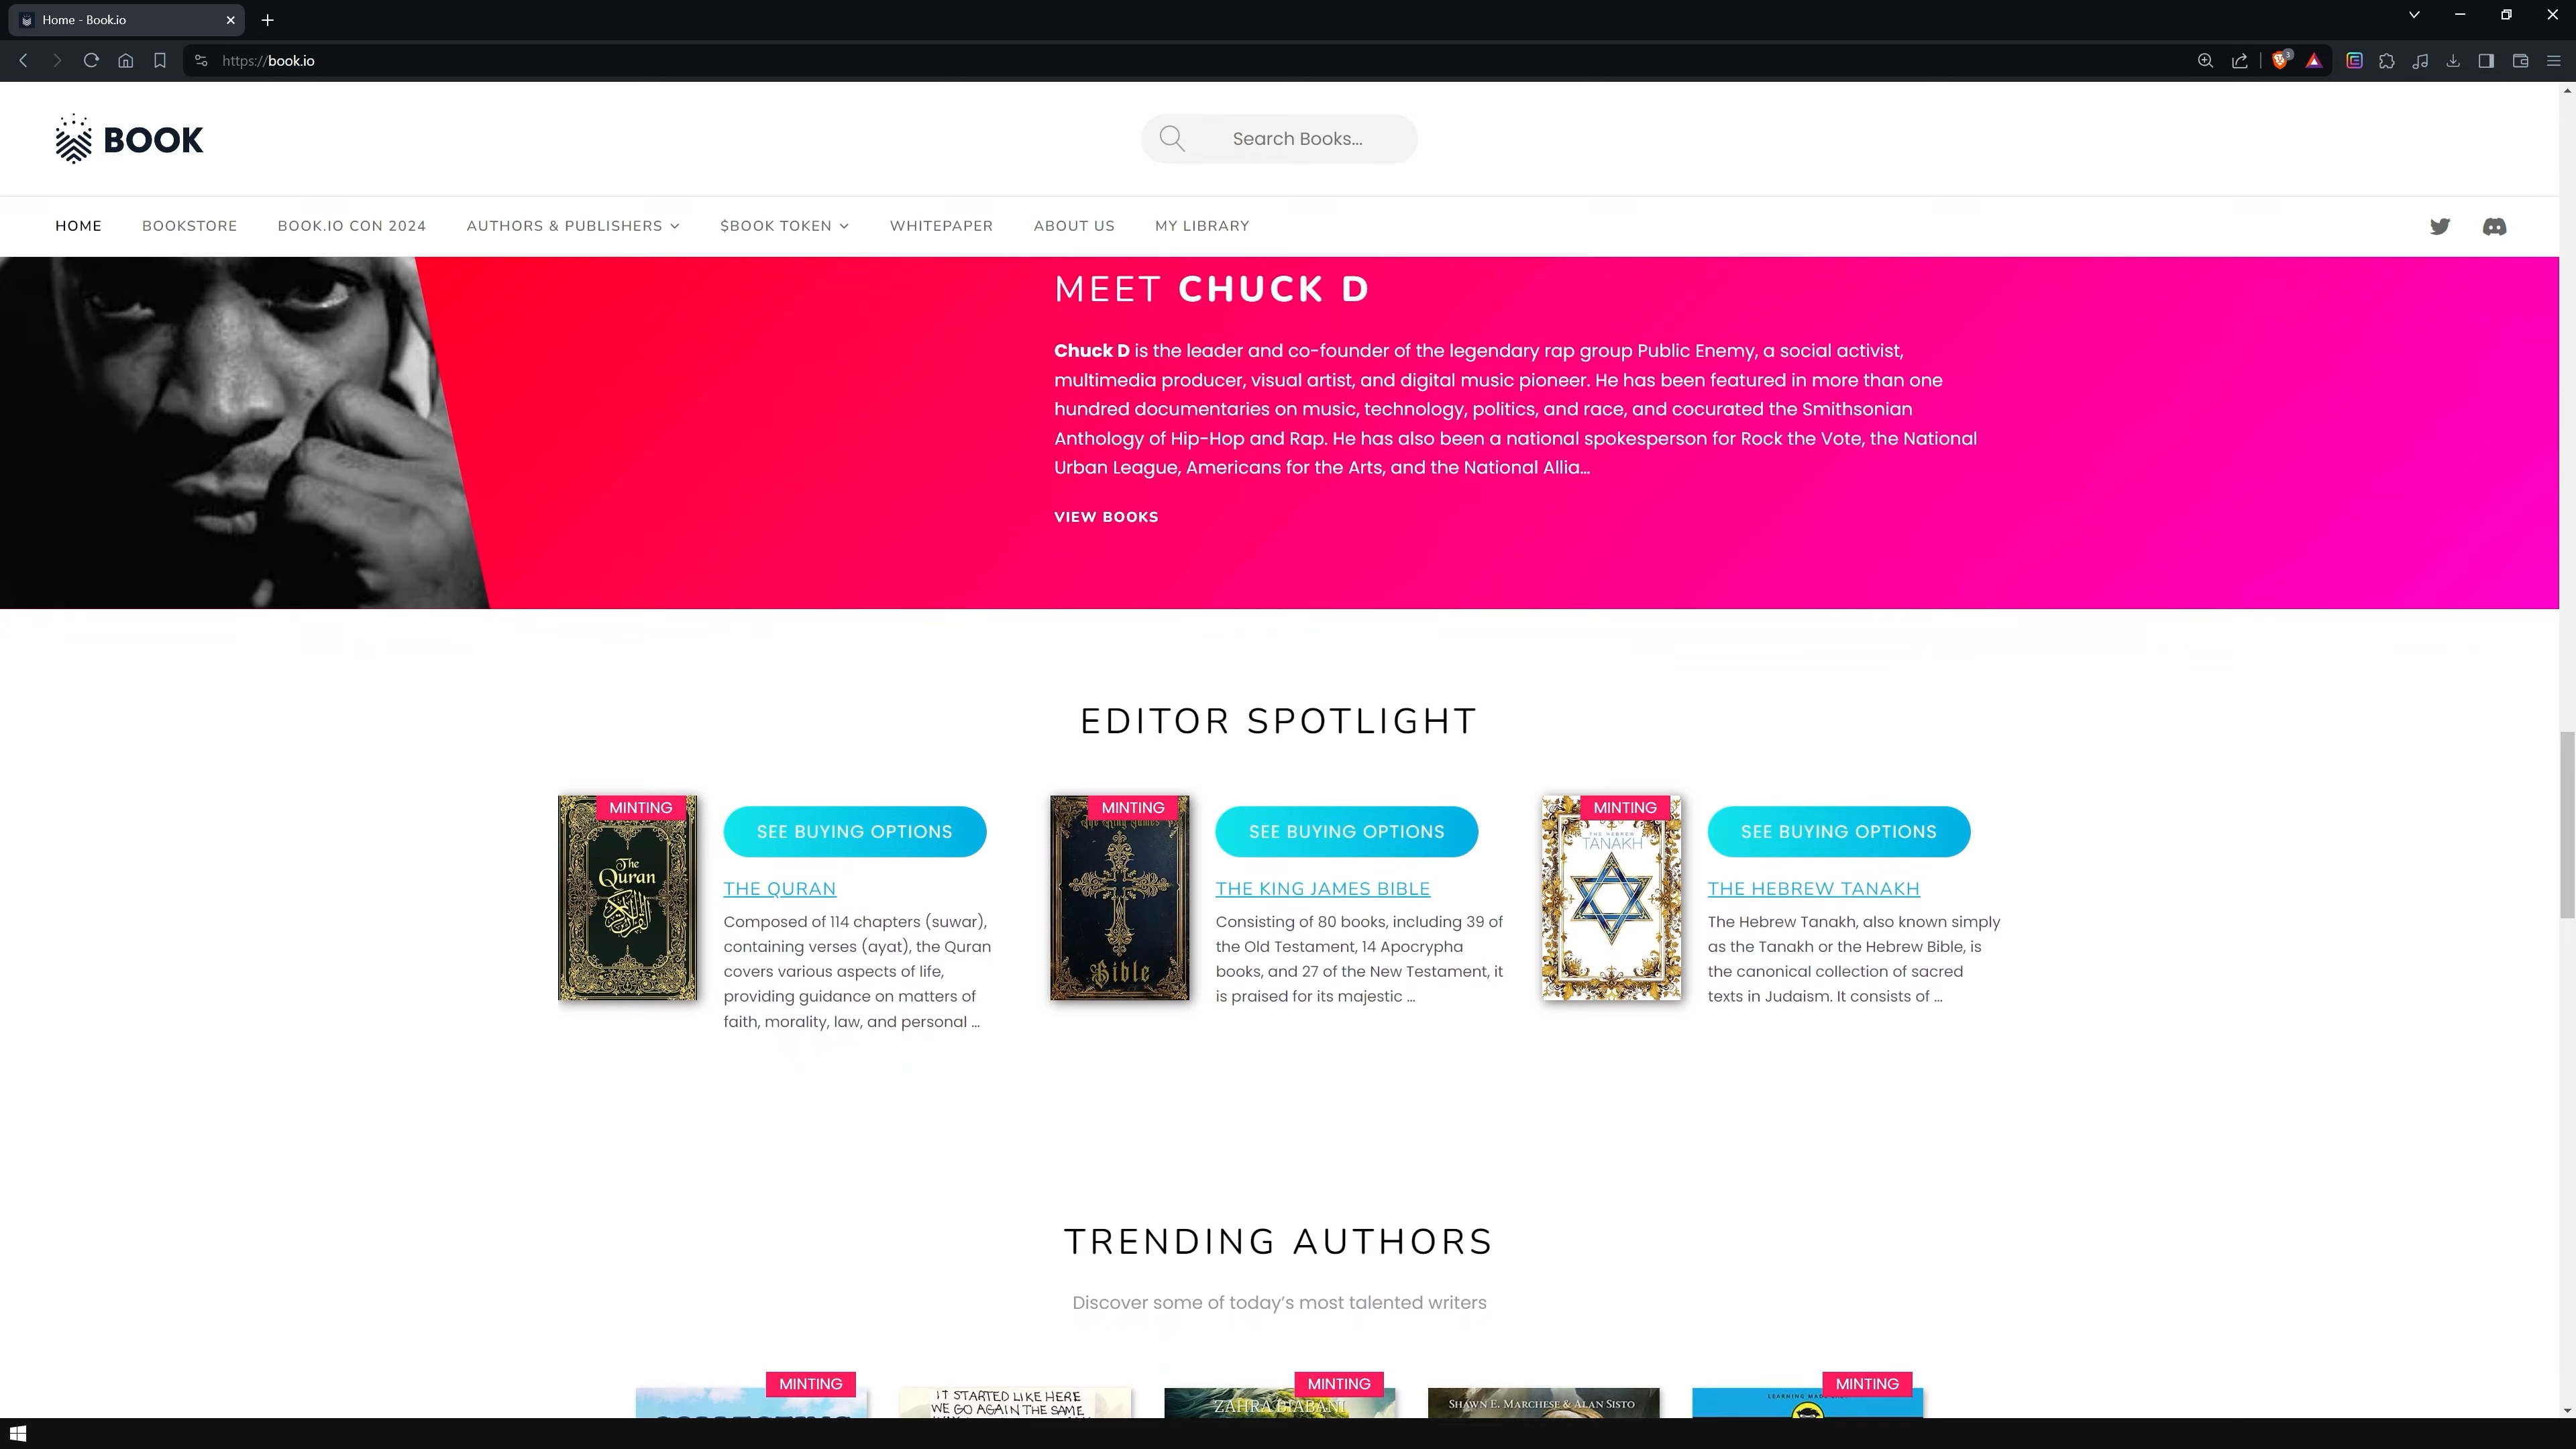 Home - Book.io
https://book.io
3
BOOK
Search Books...
HOME
BOOKSTORE
BOOK.IO CON 2024
AUTHORS & PUBLISHERS
$BOOK TOKEN
WHITEPAPER
ABOUT US
MY LIBRARY
MEET CHUCK D
Chuck D is the leader and co-founder of the legendary rap group Public Enemy, a social activist,
multimedia producer, visual artist, and digital music pioneer. He has been featured in more than one
hundred documentaries on music, technology, politics, and race, and cocurated the Smithsonian
Anthology of Hip-Hop and Rap. He has also been a national spokesperson for Rock the Vote, the National
Urban League, Americans for the Arts, and the National Allia...
VIEW BOOKS
EDITOR SPOTLIGHT
MINTING
The
Quran
SEE BUYING OPTIONS
THE QURAN
Composed of 114 chapters (suwar),
containing verses (ayat), the Quran
covers various aspects of life,
providing guidance on matters of
faith, morality, law, and personal ...
MINTING
The King James
Bible
SEE BUYING OPTIONS
THE KING JAMES BIBLE
Consisting of 80 books, including 39 of
the Old Testament, 14 Apocrypha
books, and 27 of the New Testament, it
is praised for its majestic ...
MINTING
THE HEBREW
TANAKH
SEE BUYING OPTIONS
THE HEBREW TANAKH
The Hebrew Tanakh, also known simply
as the Tanakh or the Hebrew Bible, is
the canonical collection of sacred
texts in Judaism. It consists of ...
TRENDING AUTHORS
Discover some of today's most talented writers
MINTING
IT STARTED LIKE HERE
WE GO AGAIN THE SAME
MINTING
ZAHRA BIABANI
SHAWN E. MARCHESE & ALAN SISTO
MINTING
LEARNING